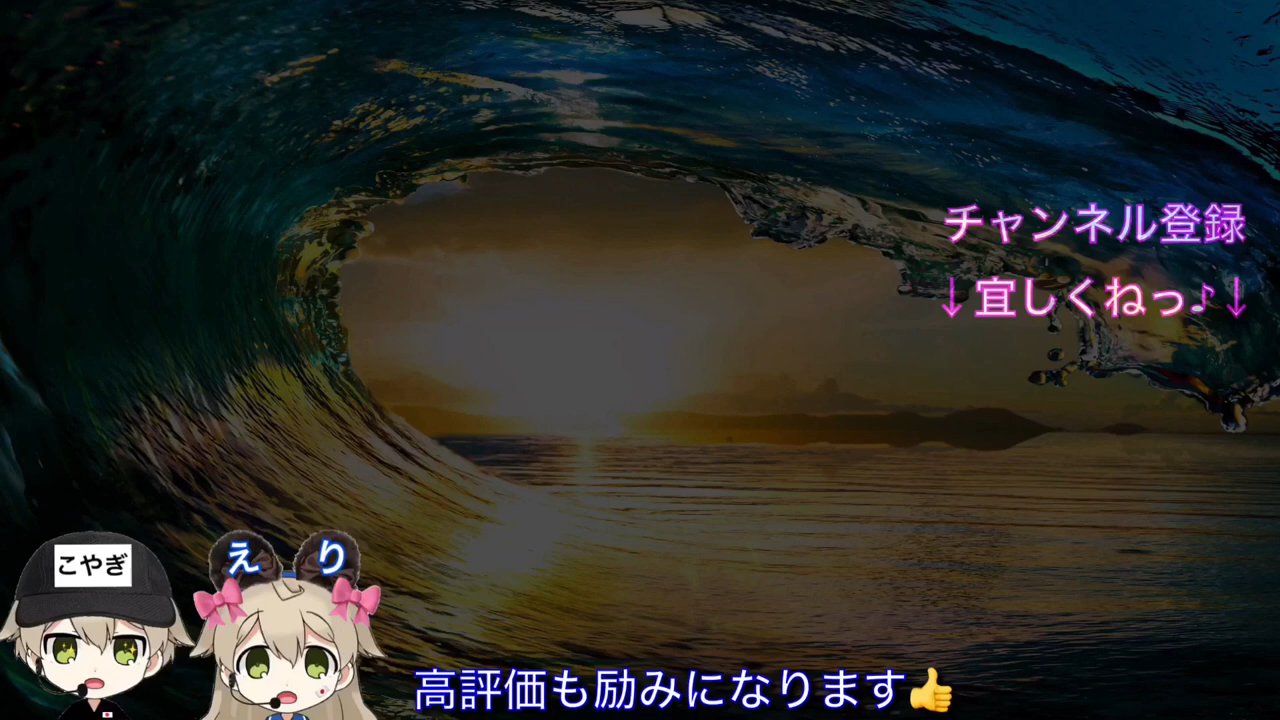 チャンネル登録
↓宜しくねっ♪↓
こやぎ
えり
高評価も励みになります👍